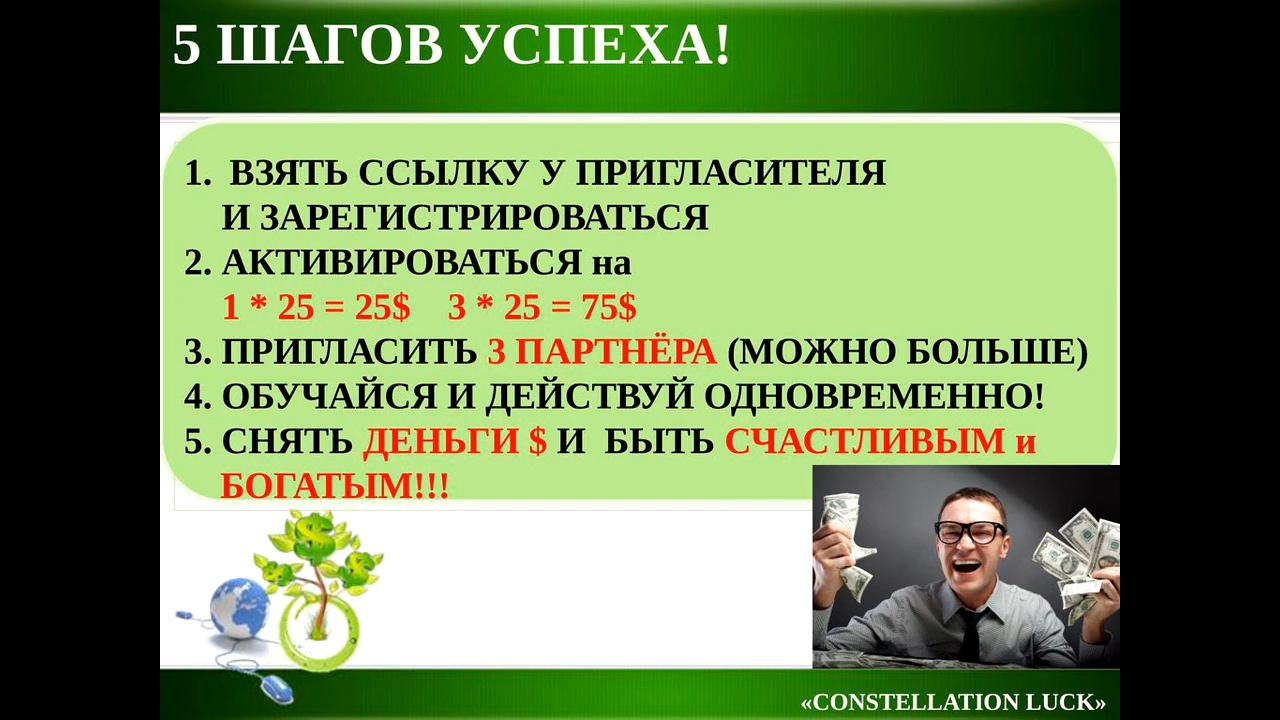 5 ШАГОВ УСПЕХА!
1. ВЗЯТЬ ССЫЛКУ У ПРИГЛАСИТЕЛЯ
И ЗАРЕГИСТРИРОВАТЬСЯ
2. АКТИВИРОВАТЬСЯ на
1 * 25 = 25$ 3 * 25 = 75$
3. ПРИГЛАСИТЬ 3 ПАРТНЁРА (МОЖНО БОЛЬШЕ)
4. ОБУЧАЙСЯ И ДЕЙСТВУЙ ОДНОВРЕМЕННО!
5. СНЯТЬ ДЕНЬГИ $ И БЫТЬ СЧАСТЛИВЫМ и
БОГАТЫМ!!!
«CONSTELLATION LUCK»